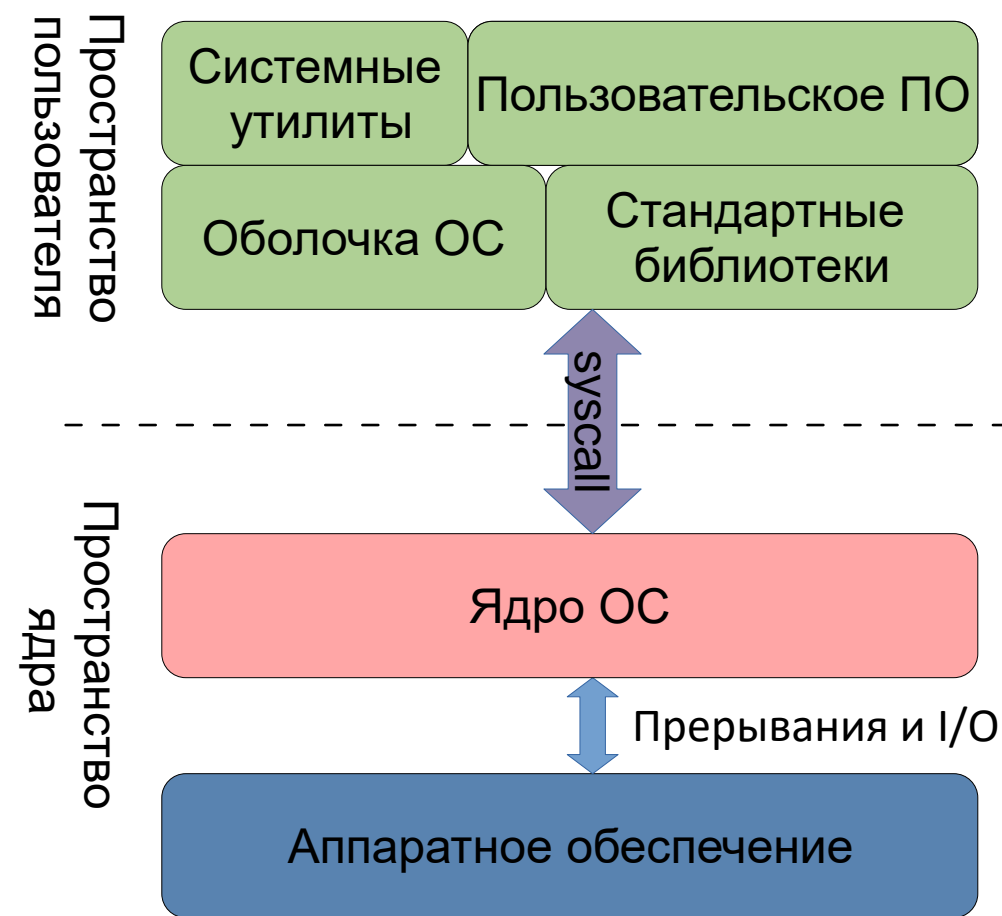 Пространство
пользователя
Системные
утилиты
Пользовательское ПО
Оболочка ОС
Стандартные
библиотеки
syscall
Пространство
ядра
Ядро ОС
Прерывания и I/O
Аппаратное обеспечение